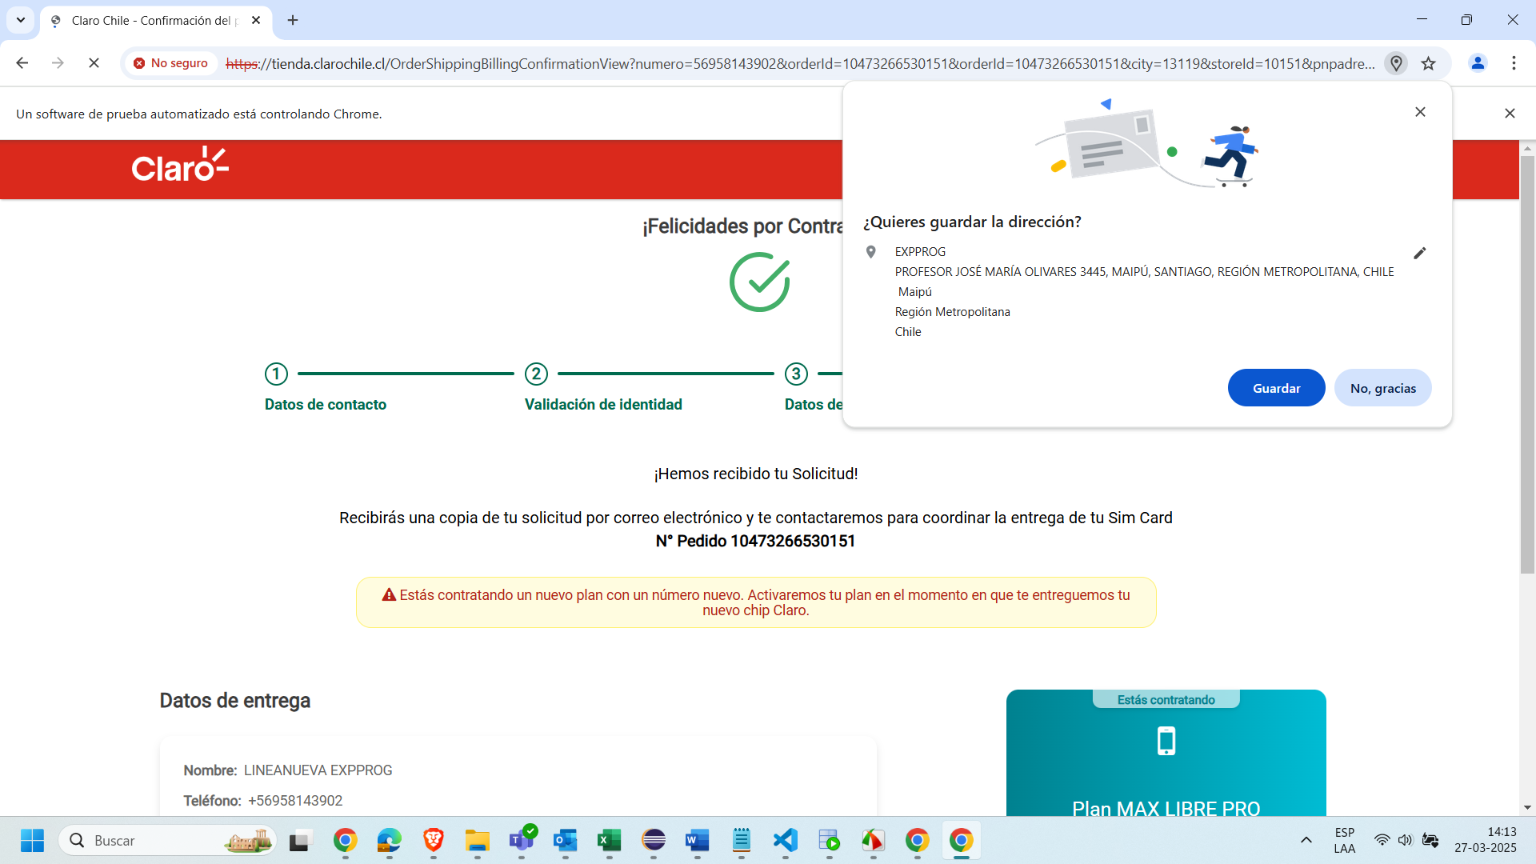 Claro Chile - Confirmación del p
No seguro
https://tienda.clarochile.cl/OrderShippingBillingConfirmationView?numero=56958143902&orderId=10473266530151&orderId=10473266530151&city=13119&storeId=10151&pnpadre...
Un software de prueba automatizado está controlando Chrome.
Claro
¡Felicidades por Contra
¿Quieres guardar la dirección?
EXPPROG
PROFESOR JOSÉ MARÍA OLIVARES 3445, MAIPÚ, SANTIAGO, REGIÓN METROPOLITANA, CHILE
Maipú
Región Metropolitana
Chile
Guardar
No, gracias
1
2
3
Datos de contacto
Validación de identidad
Datos de
¡Hemos recibido tu Solicitud!
Recibirás una copia de tu solicitud por correo electrónico y te contactaremos para coordinar la entrega de tu Sim Card
N° Pedido 10473266530151
Estás contratando un nuevo plan con un número nuevo. Activaremos tu plan en el momento en que te entreguemos tu
nuevo chip Claro.
Datos de entrega
Nombre: LINEANUEVA EXPPROG
Teléfono: +56958143902
Estás contratando
Plan MAX LIBRE PRO
Buscar
ESP
LAA
14:13
27-03-2025